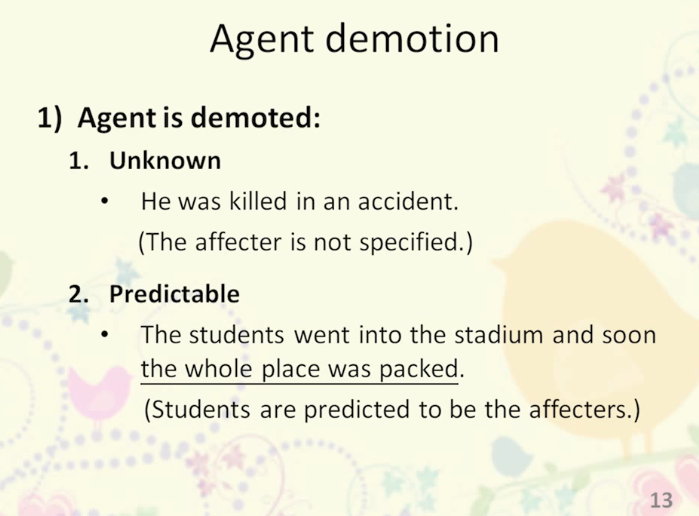 Agent demotion
1) Agent is demoted:
1. Unknown
• He was killed in an accident.
(The affecter is not specified.)
2. Predictable
• The students went into the stadium and soon
the whole place was packed.
(Students are predicted to be the affecters.)
13